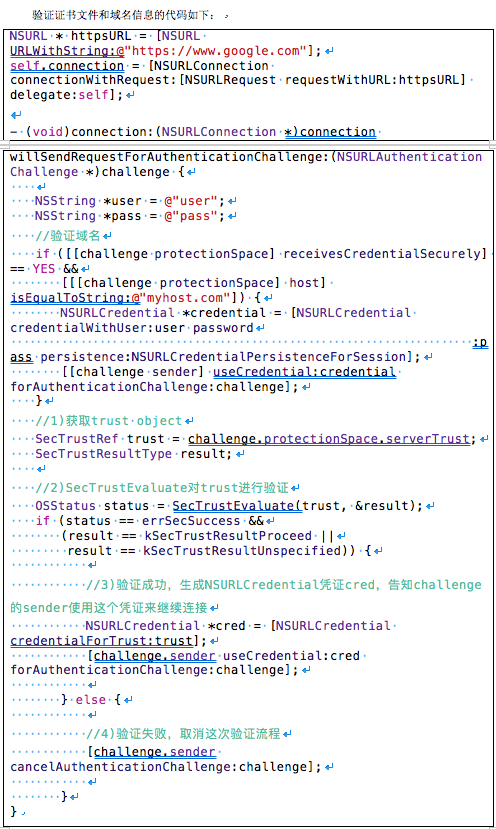 验证证书文件和域名信息的代码如下：
NSURL * httpsURL = [NSURL
URLWithString:@"https://www.google.com"];
self.connection = [NSURLConnection
connectionWithRequest:[NSURLRequest requestWithURL:httpsURL]
delegate:self];
- (void)connection:(NSURLConnection *)connection
willSendRequestForAuthenticationChallenge:(NSURLAuthentication
Challenge *)challenge {
NSString *user = @"user";
NSString *pass = @"pass";
//验证域名
if ([[challenge protectionSpace] receivesCredentialSecurely]
== YES &&
[[[challenge protectionSpace] host]
isEqualToString:@"myhost.com"]) {
NSURLCredential *credential = [NSURLCredential
credentialWithUser:user password
:p
ass persistence:NSURLCredentialPersistenceForSession];
[[challenge sender] useCredential:credential
forAuthenticationChallenge:challenge];
}
//1)获取trust object
SecTrustRef trust = challenge.protectionSpace.serverTrust;
SecTrustResultType result;
//2)SecTrustEvaluate对trust进行验证
OSStatus status = SecTrustEvaluate(trust, &result);
if (status == errSecSuccess &&
(result == kSecTrustResultProceed ||
result == kSecTrustResultUnspecified)) {
//3)验证成功，生成NSURLCredential凭证cred，告知challenge
的sender使用这个凭证来继续连接
NSURLCredential *cred = [NSURLCredential
credentialForTrust:trust];
[challenge.sender useCredential:cred
forAuthenticationChallenge:challenge];
} else {
//4)验证失败，取消这次验证流程
[challenge.sender
cancelAuthenticationChallenge:challenge];
}
}